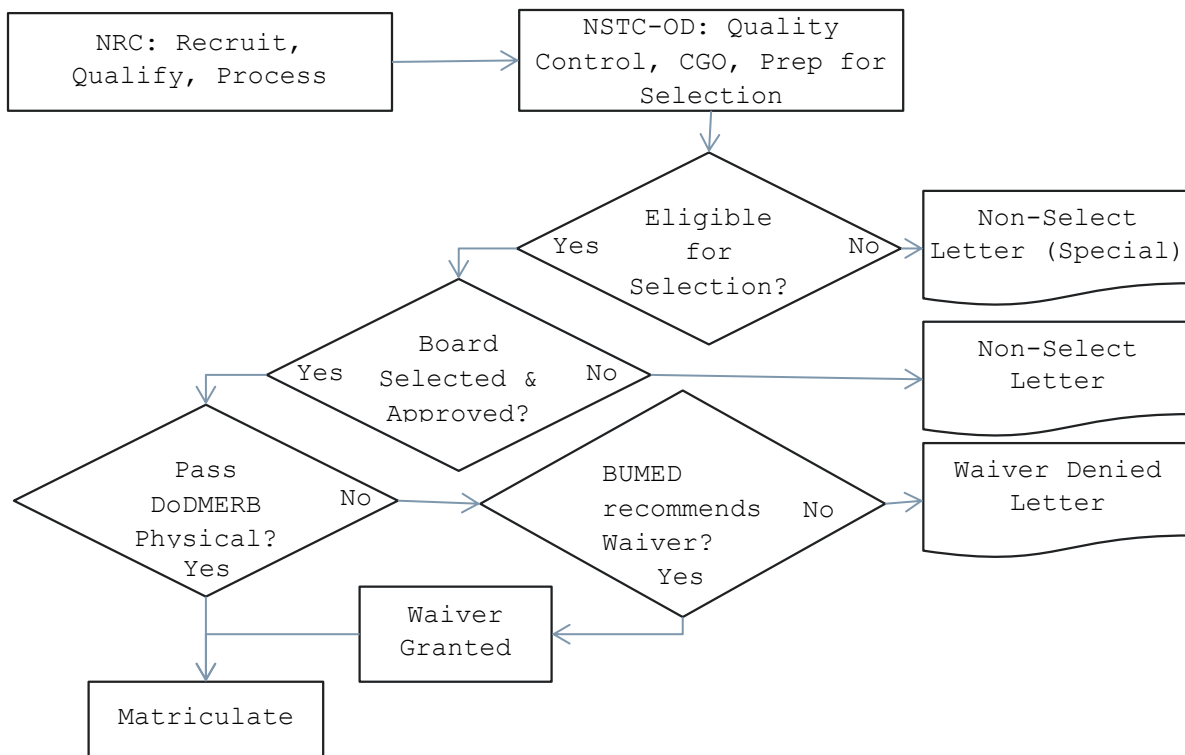 NRC: Recruit,
Qualify, Process
NSTC-OD: Quality
Control, CGO, Prep for
Selection
Eligible
for
Selection?
Yes
No
Non-Select
Letter (Special)
Board
Selected &
Approved?
Yes
No
Non-Select
Letter
Pass
DoDMERB
Physical?
No
Yes
BUMED
recommends
Waiver?
No
Yes
Waiver Denied
Letter
Waiver
Granted
Matriculate